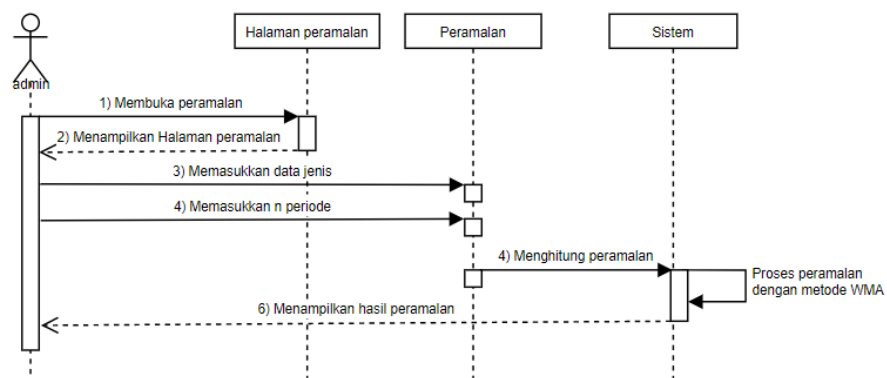 Halaman peramalan
Peramalan
Sistem
admin
1) Membuka peramalan
2) Menampilkan Halaman peramalan
3) Memasukkan data jenis
4) Memasukkan n periode
4) Menghitung peramalan
Proses peramalan
dengan metode WMA
6) Menampilkan hasil peramalan